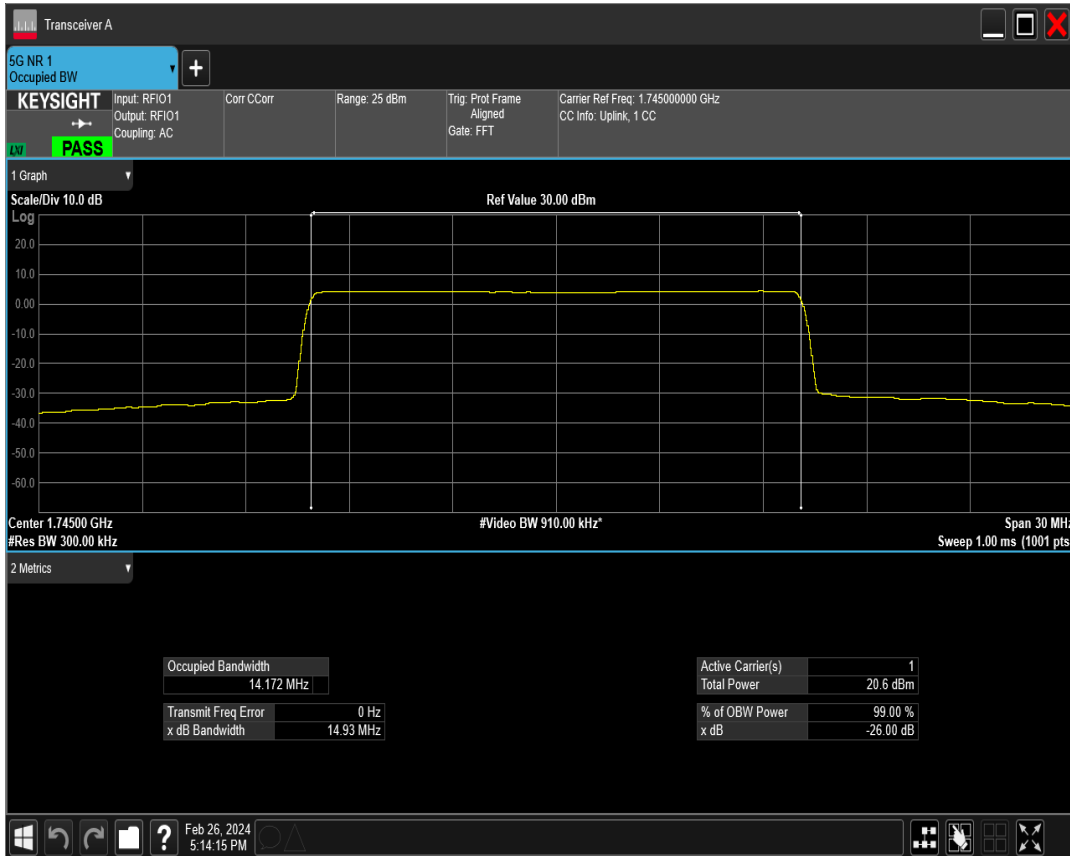 Transceiver A
5G NR 1
Occupied BW
+
KEYSIGHT
LXI
PASS
Input: RFIO1
Output: RFIO1
Coupling: AC
Corr CCorr
Range: 25 dBm
Trig: Prot Frame
Aligned
Gate: FFT
Carrier Ref Freq: 1.745000000 GHz
CC Info: Uplink, 1 CC
1 Graph
Scale/Div 10.0 dB
Ref Value 30.00 dBm
Log
20.0
10.0
0.00
-10.0
-20.0
-30.0
-40.0
-50.0
-60.0
Center 1.74500 GHz
#Video BW 910.00 kHz*
Span 30 MHz
#Res BW 300.00 kHz
Sweep 1.00 ms (1001 pts
2 Metrics
Occupied Bandwidth
14.172 MHz
Transmit Freq Error 0 Hz
x dB Bandwidth 14.93 MHz
Active Carrier(s) 1
Total Power 20.6 dBm
% of OBW Power 99.00 %
x dB -26.00 dB
?
Feb 26, 2024
5:14:15 PM